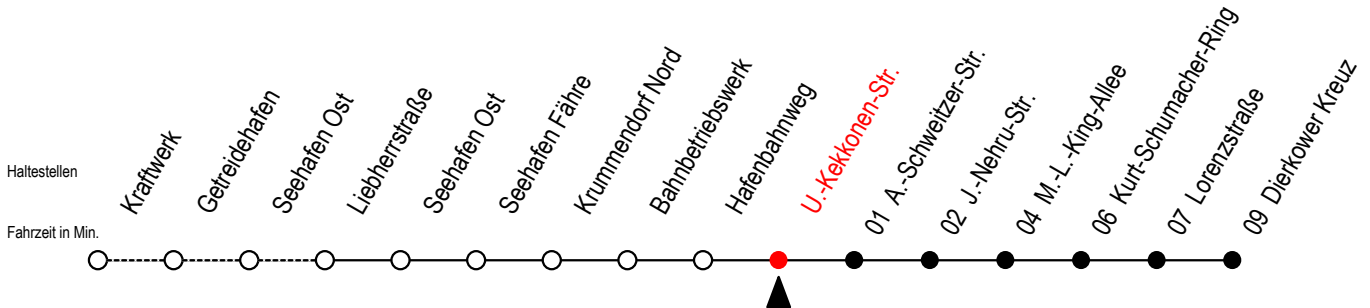 Haltestellen
Fahrzeit in Min.
Kraftwerk
Getreidehafen
Seehafen Ost
Liebherrstraße
Seehafen Ost
Seehafen Fähre
Krummendorf Nord
Bahnbetriebswerk
Hafenbahnweg
U.-Kekkonen-Str.
01 A.-Schweitzer-Str.
02 J.-Nehru-Str.
04 M.-L.-King-Allee
06 Kurt-Schumacher-Ring
07 Lorenzstraße
09 Dierkower Kreuz